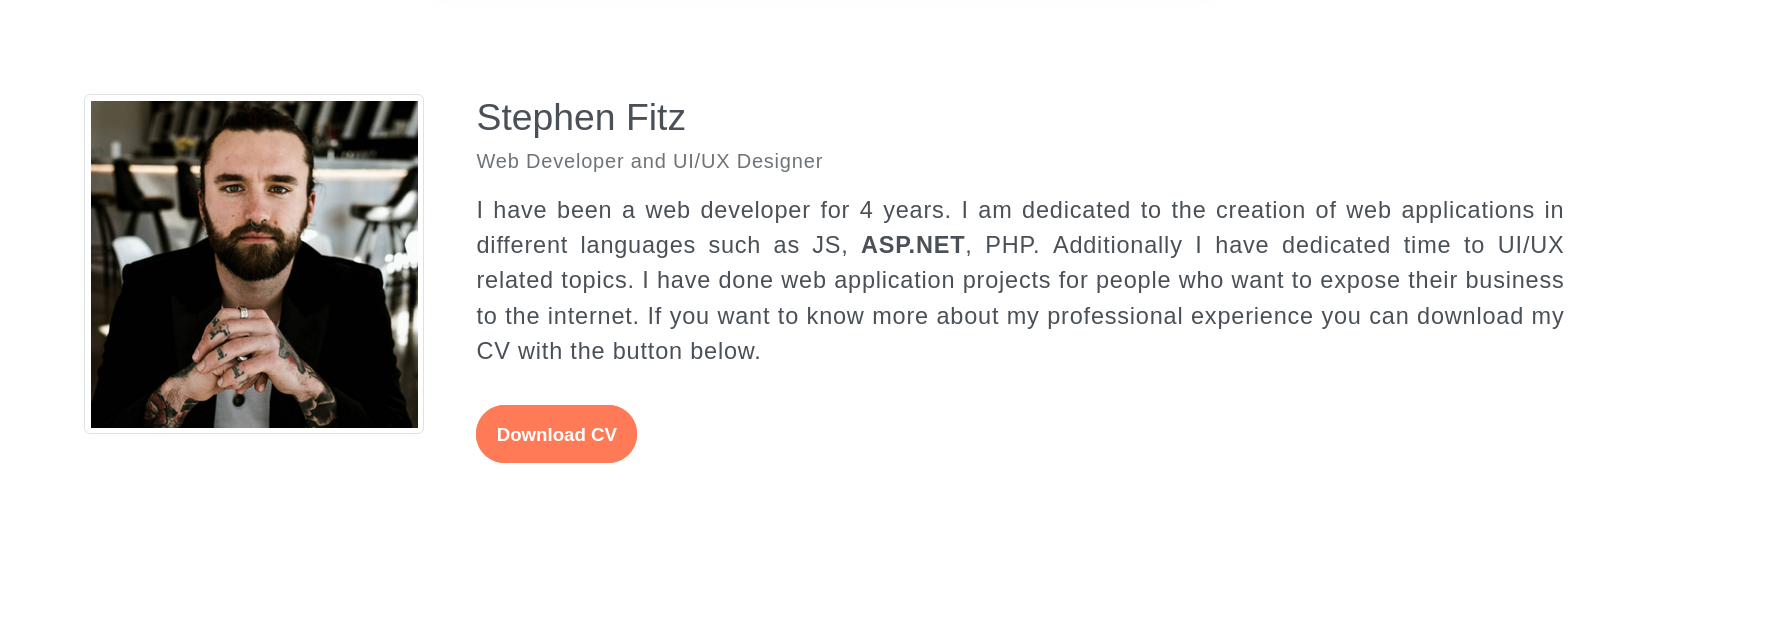 Stephen Fitz
Web Developer and UI/UX Designer
I have been a web developer for 4 years. I am dedicated to the creation of web applications in
different languages such as JS, ASP.NET, PHP. Additionally I have dedicated time to UI/UX
related topics. I have done web application projects for people who want to expose their business
to the internet. If you want to know more about my professional experience you can download my
CV with the button below.
Download CV